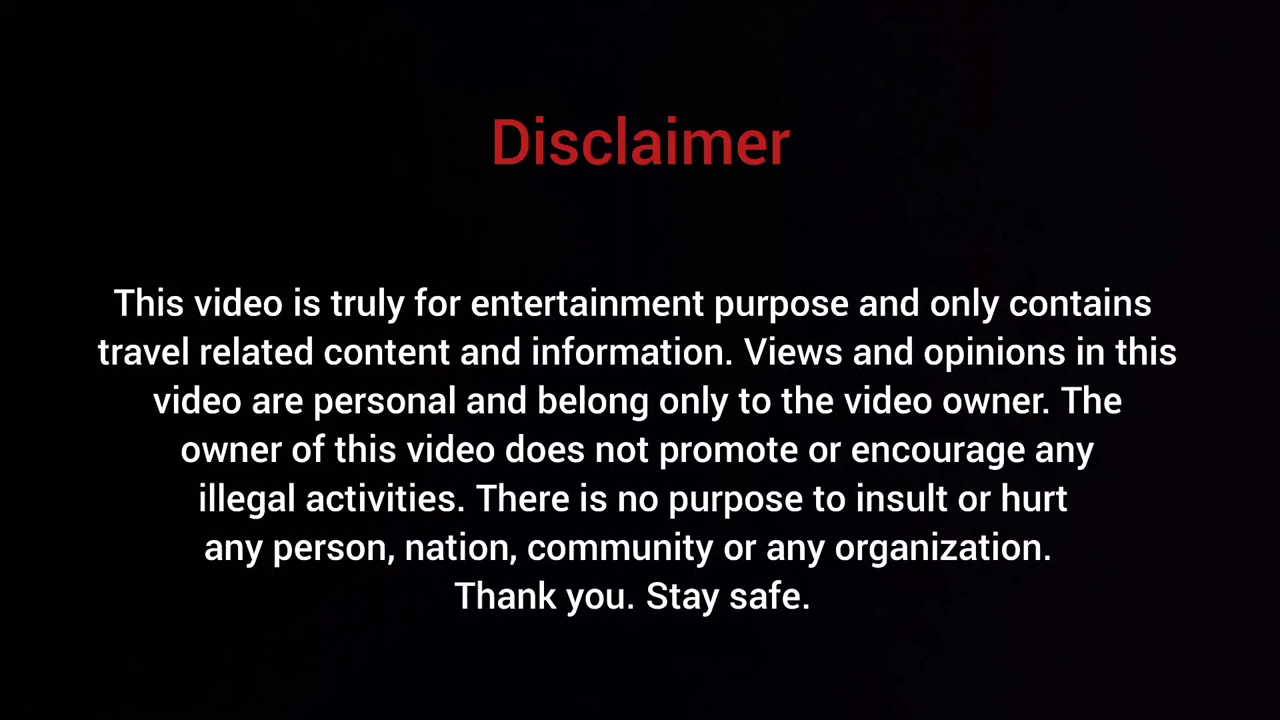 Disclaimer
This video is truly for entertainment purpose and only contains
travel related content and information. Views and opinions in this
video are personal and belong only to the video owner. The
owner of this video does not promote or encourage any
illegal activities. There is no purpose to insult or hurt
any person, nation, community or any organization.
Thank you. Stay safe.